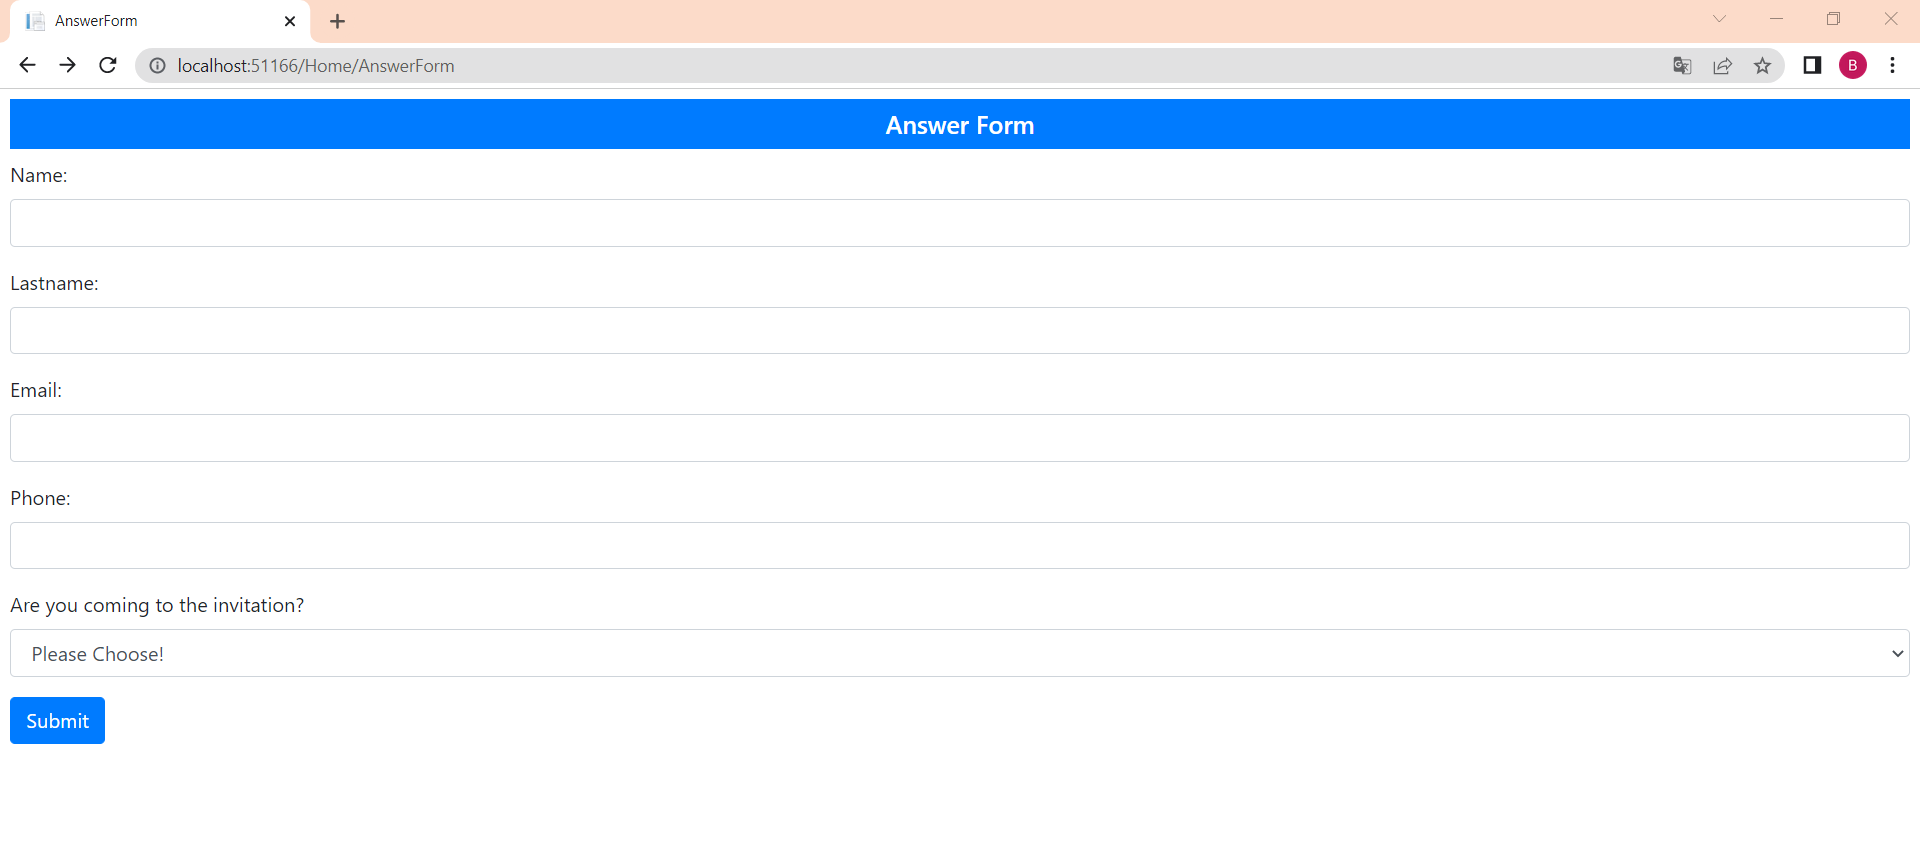 AnswerForm
localhost:51166/Home/AnswerForm
B
Answer Form
Name:
Lastname:
Email:
Phone:
Are you coming to the invitation?
Please Choose!
Submit